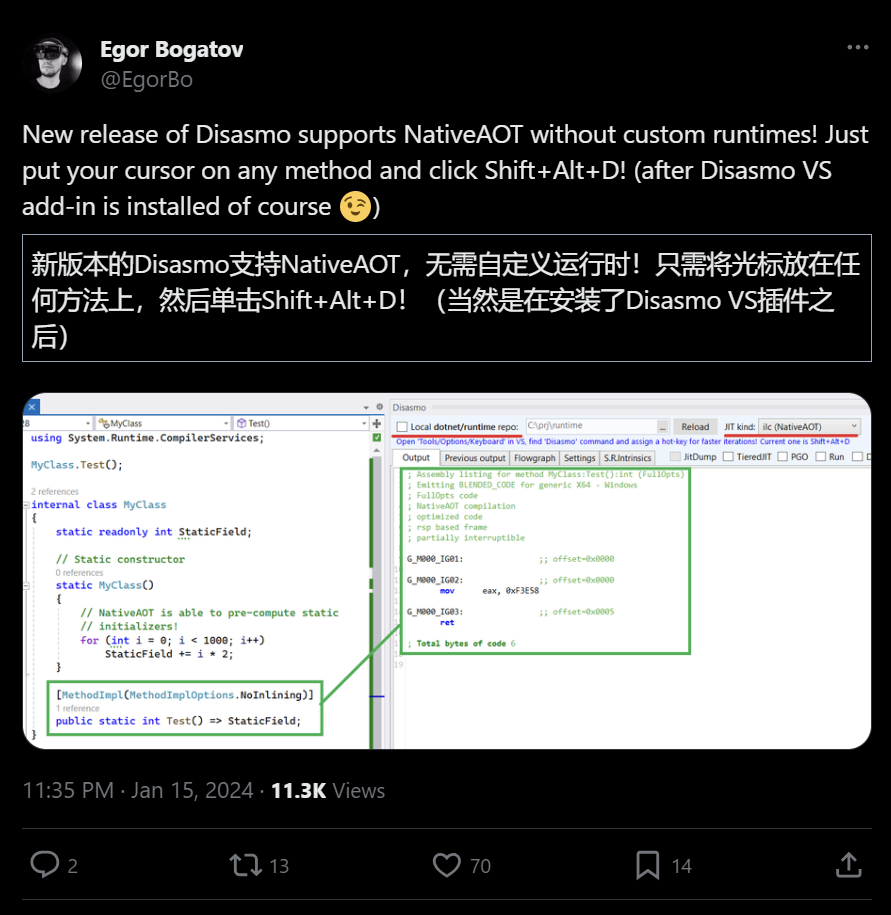 Egor Bogatov
@EgorBo
New release of Disasmo supports NativeAOT without custom runtimes! Just
put your cursor on any method and click Shift+Alt+D! (after Disasmo VS
add-in is installed of course 😉)
新版本的Disasmo支持NativeAOT，无需自定义运行时！只需将光标放在任
何方法上，然后单击Shift+Alt+D！（当然是在安装了Disasmo VS插件之
后）
MyClass
Test()
using System.Runtime.CompilerServices;
MyClass.Test();
2 references
internal class MyClass
{
static readonly int StaticField;
// Static constructor
0 references
static MyClass()
{
// NativeAOT is able to pre-compute static
// initializers!
for (int i = 0; i < 1000; i++)
StaticField += i * 2;
}
[MethodImpl(MethodImplOptions.NoInlining)]
1 reference
public static int Test() => StaticField;
}
Disasmo
Local dotnet/runtime repo: C:\prj\runtime ... Reload JIT kind: ilc (NativeAOT)
Open 'Tools/Options/Keyboard' in VS, find 'Disasmo' command and assign a hot-key for faster iterations! Current one is Shift+Alt+D
Output Previous output Flowgraph Settings S.R.Intrinsics JitDump TieredJIT PGO Run D
; Assembly listing for method MyClass:Test():int (FullOpts)
; Emitting BLENDED_CODE for generic X64 - Windows
; FullOpts code
; NativeAOT compilation
; optimized code
; rsp based frame
; partially interruptible
G_M000_IG01: ;; offset=0x0000
G_M000_IG02: ;; offset=0x0000
mov eax, 0xF3E58
G_M000_IG03: ;; offset=0x0005
ret
; Total bytes of code 6
19
11:35 PM · Jan 15, 2024 · 11.3K Views
2 13 70 14